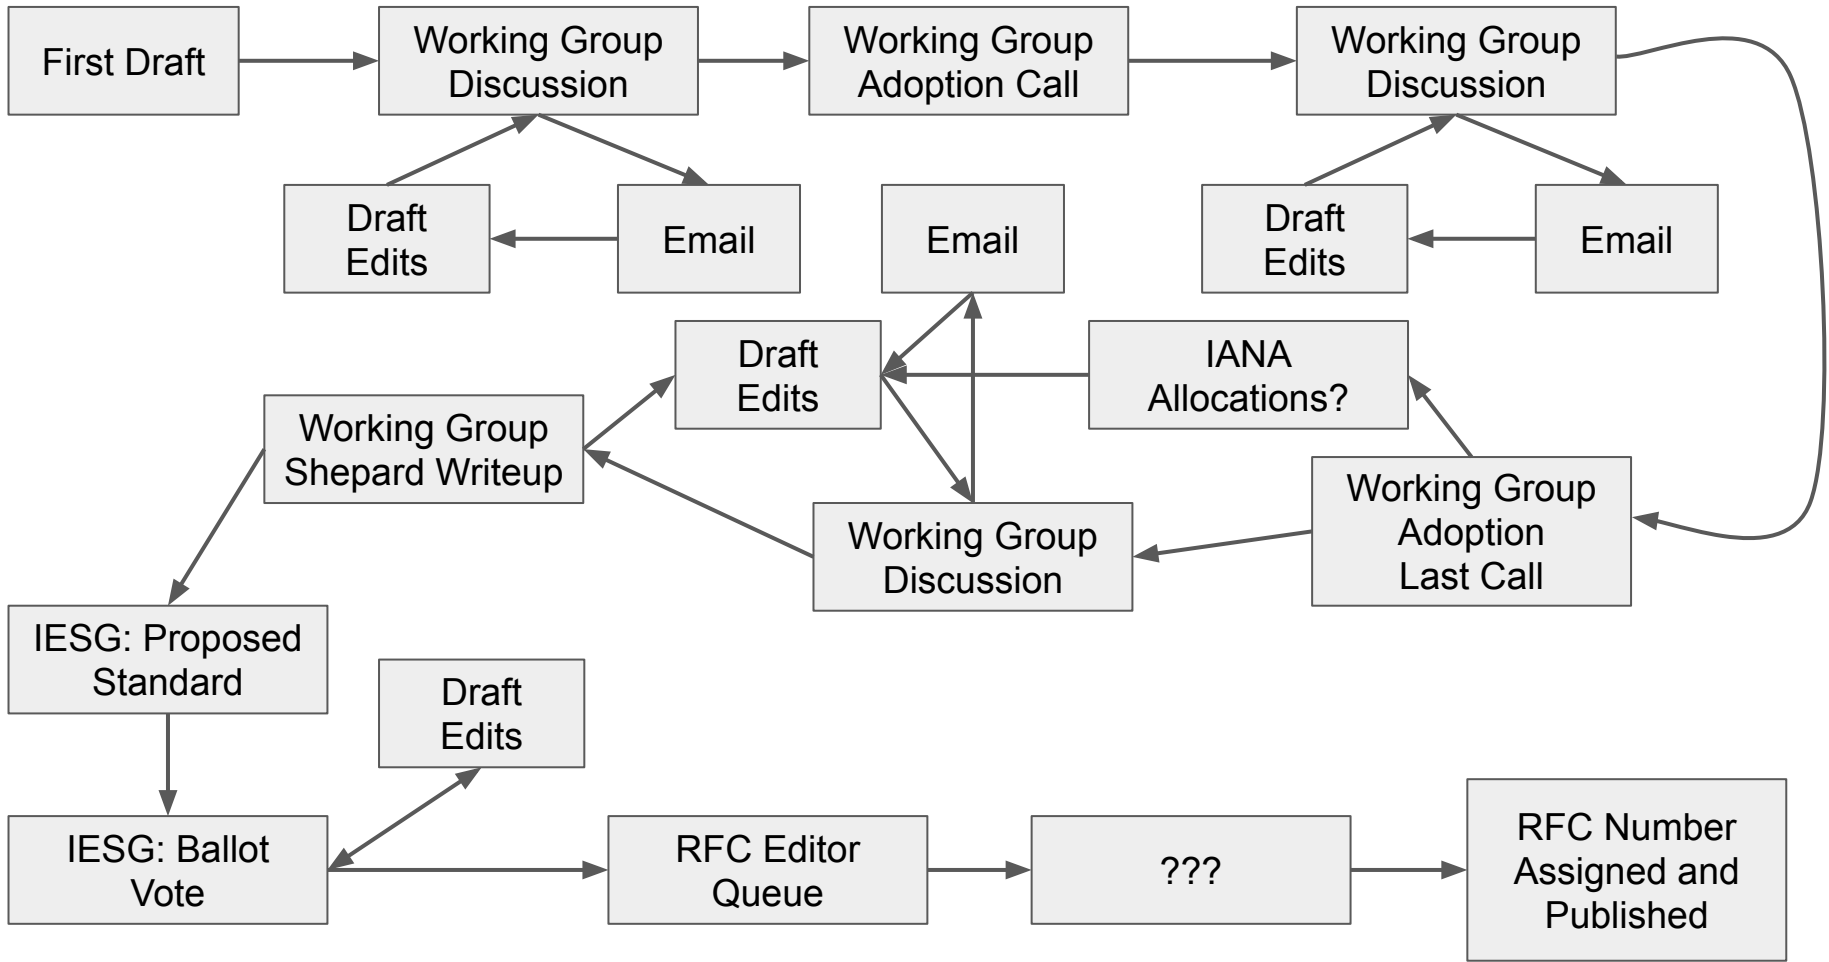 First Draft
Working Group
Discussion
Working Group
Adoption Call
Working Group
Discussion
Draft
Edits
Email
Email
Draft
Edits
Email
Draft
Edits
IANA
Allocations?
Working Group
Shepard Writeup
Working Group
Adoption
Last Call
Working Group
Discussion
IESG: Proposed
Standard
Draft
Edits
IESG: Ballot
Vote
RFC Editor
Queue
???
RFC Number
Assigned and
Published